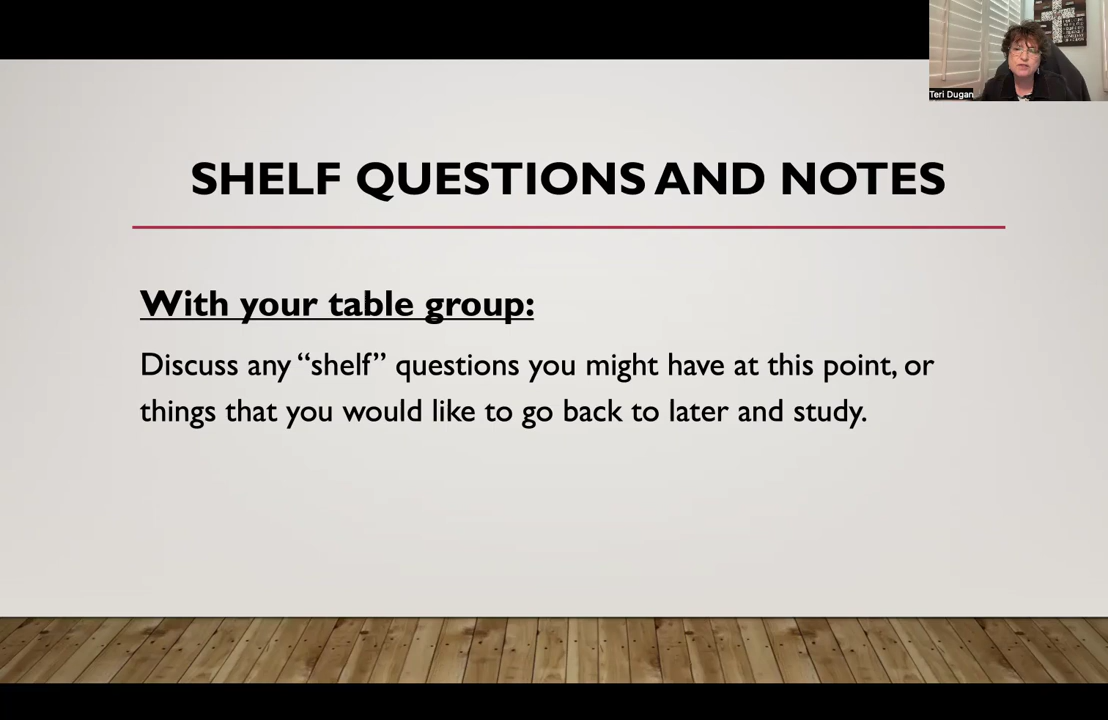 Teri Dugan
SHELF QUESTIONS AND NOTES
With your table group:
Discuss any “shelf” questions you might have at this point, or
things that you would like to go back to later and study.